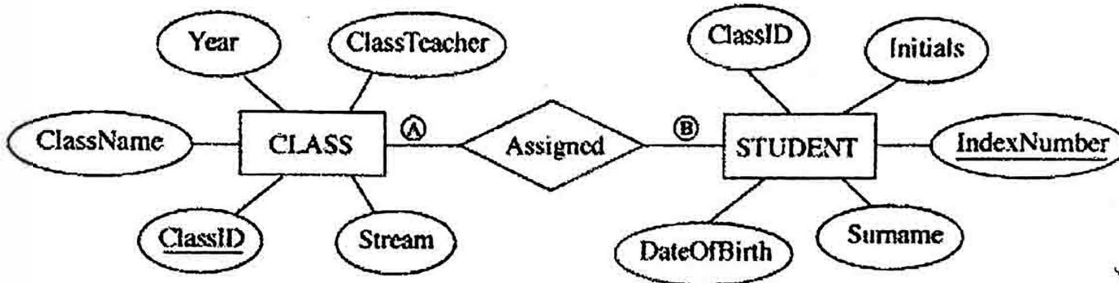 Year
ClassTeacher
ClassID
Initials
ClassName
CLASS
A
Assigned
B
STUDENT
IndexNumber
ClassID
Stream
DateOfBirth
Surname